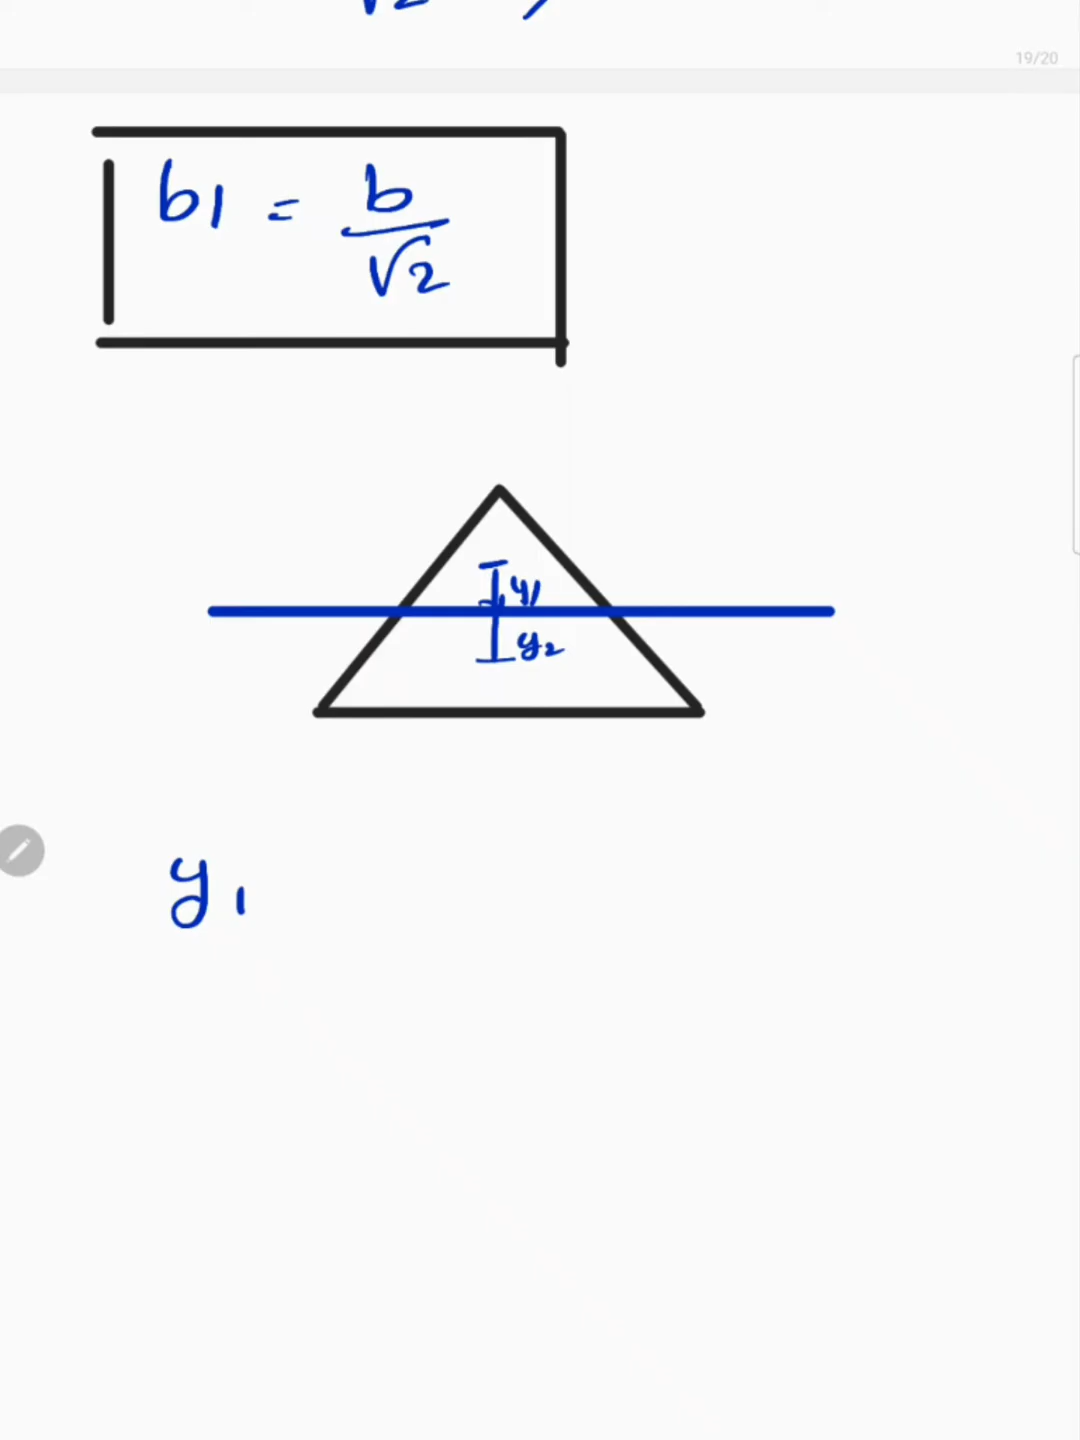 19/20
b1 = b/√2
y1
y2
y1